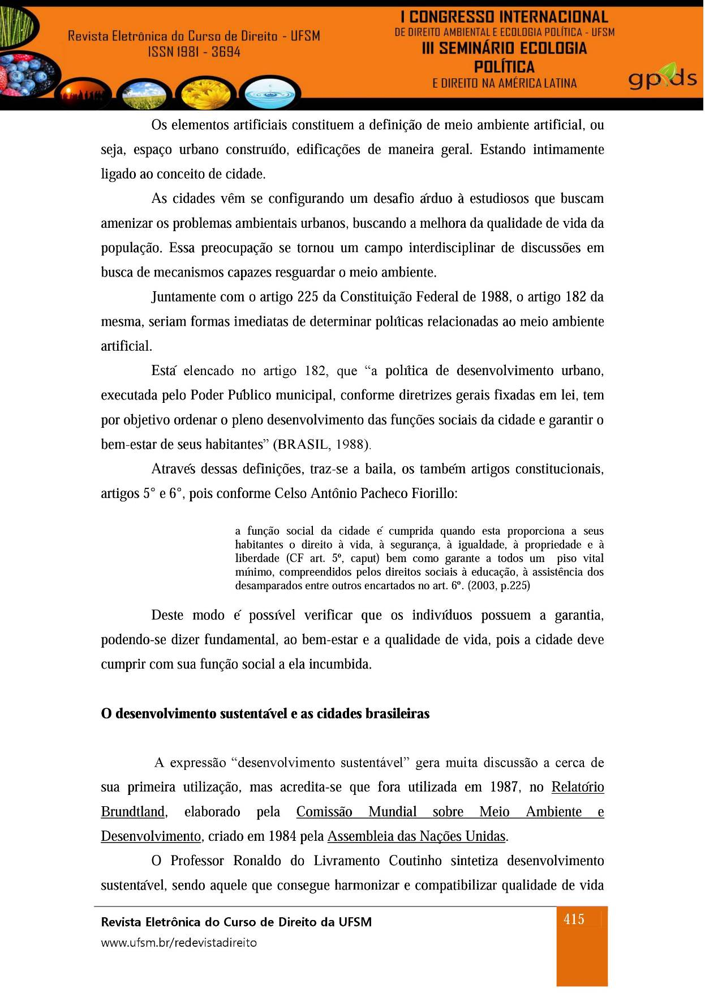 Revista Eletrônica do Curso de Direito - UFSM
ISSN 1981 - 3694
I CONGRESSO INTERNACIONAL
DE DIREITO AMBIENTAL E ECOLOGIA POLÍTICA - UFSM
III SEMINÁRIO ECOLOGIA
POLÍTICA
E DIREITO NA AMÉRICA LATINA
gpds
Os elementos artificiais constituem a definição de meio ambiente artificial, ou
seja, espaço urbano construído, edificações de maneira geral. Estando intimamente
ligado ao conceito de cidade.
As cidades vêm se configurando um desafio árduo à estudiosos que buscam
amenizar os problemas ambientais urbanos, buscando a melhora da qualidade de vida da
população. Essa preocupação se tornou um campo interdisciplinar de discussões em
busca de mecanismos capazes resguardar o meio ambiente.
Juntamente com o artigo 225 da Constituição Federal de 1988, o artigo 182 da
mesma, seriam formas imediatas de determinar políticas relacionadas ao meio ambiente
artificial.
Está elencado no artigo 182, que “a política de desenvolvimento urbano,
executada pelo Poder Público municipal, conforme diretrizes gerais fixadas em lei, tem
por objetivo ordenar o pleno desenvolvimento das funções sociais da cidade e garantir o
bem-estar de seus habitantes” (BRASIL, 1988).
Através dessas definições, traz-se a baila, os também artigos constitucionais,
artigos 5° e 6°, pois conforme Celso Antônio Pacheco Fiorillo:
a função social da cidade é cumprida quando esta proporciona a seus
habitantes o direito à vida, à segurança, à igualdade, à propriedade e à
liberdade (CF art. 5º, caput) bem como garante a todos um piso vital
mínimo, compreendidos pelos direitos sociais à educação, à assistência dos
desamparados entre outros encartados no art. 6º. (2003, p.225)
Deste modo é possível verificar que os indivíduos possuem a garantia,
podendo-se dizer fundamental, ao bem-estar e a qualidade de vida, pois a cidade deve
cumprir com sua função social a ela incumbida.
O desenvolvimento sustentável e as cidades brasileiras
A expressão “desenvolvimento sustentável” gera muita discussão a cerca de
sua primeira utilização, mas acredita-se que fora utilizada em 1987, no Relatório
Brundtland, elaborado pela Comissão Mundial sobre Meio Ambiente e
Desenvolvimento, criado em 1984 pela Assembleia das Nações Unidas.
O Professor Ronaldo do Livramento Coutinho sintetiza desenvolvimento
sustentável, sendo aquele que consegue harmonizar e compatibilizar qualidade de vida
Revista Eletrônica do Curso de Direito da UFSM
www.ufsm.br/redevistadireito
415